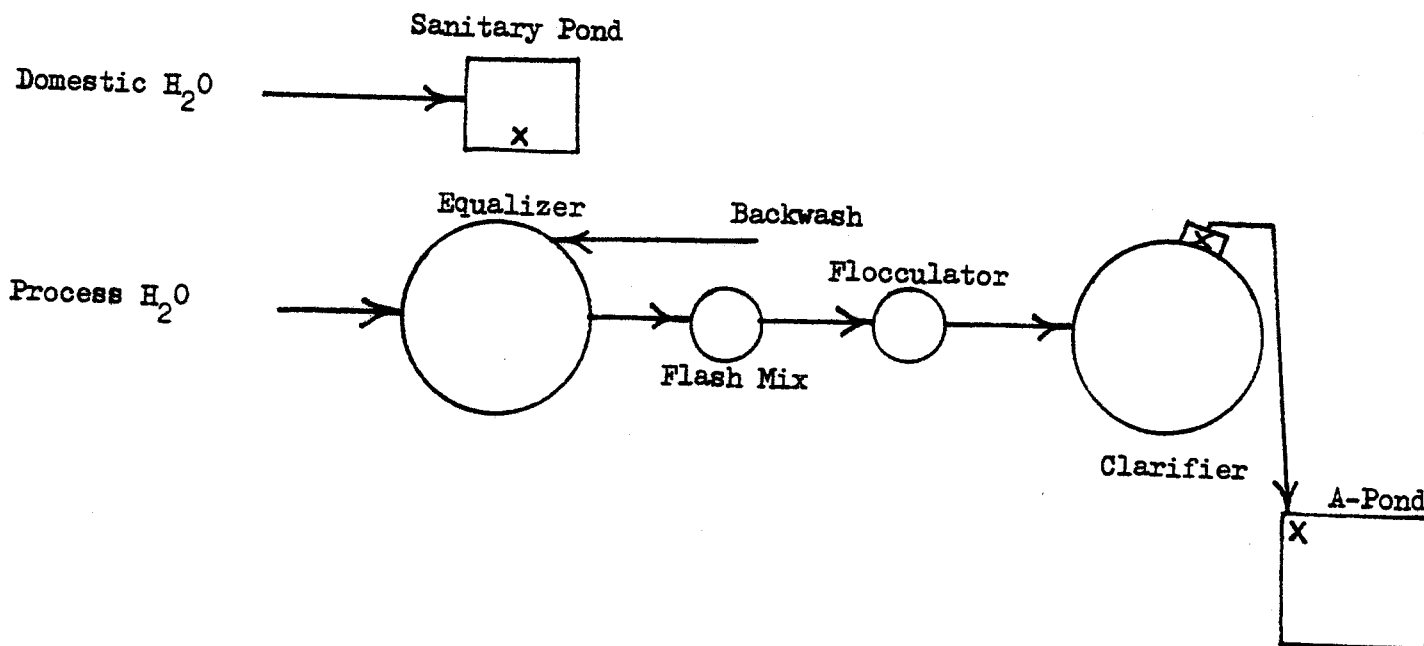 Sanitary Pond
Domestic H₂O
X
Equalizer
Backwash
X
Flocculator
Process H₂O
Flash Mix
Clarifier
A-Pond
X